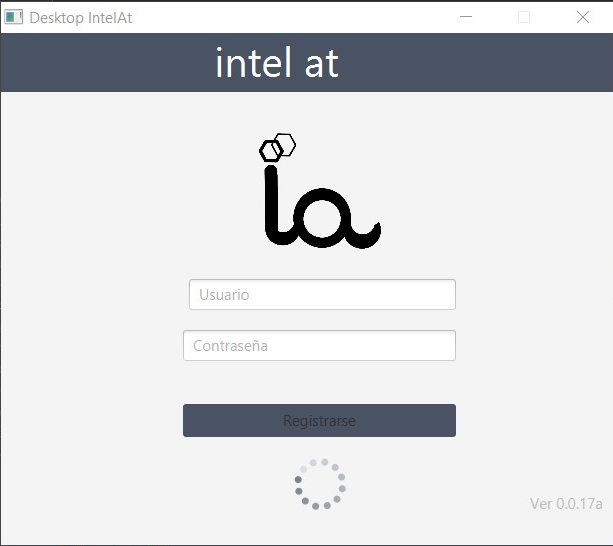 Desktop IntelAt
intel at
ia
Usuario
Contraseña
Registrarse
Ver 0.0.17a